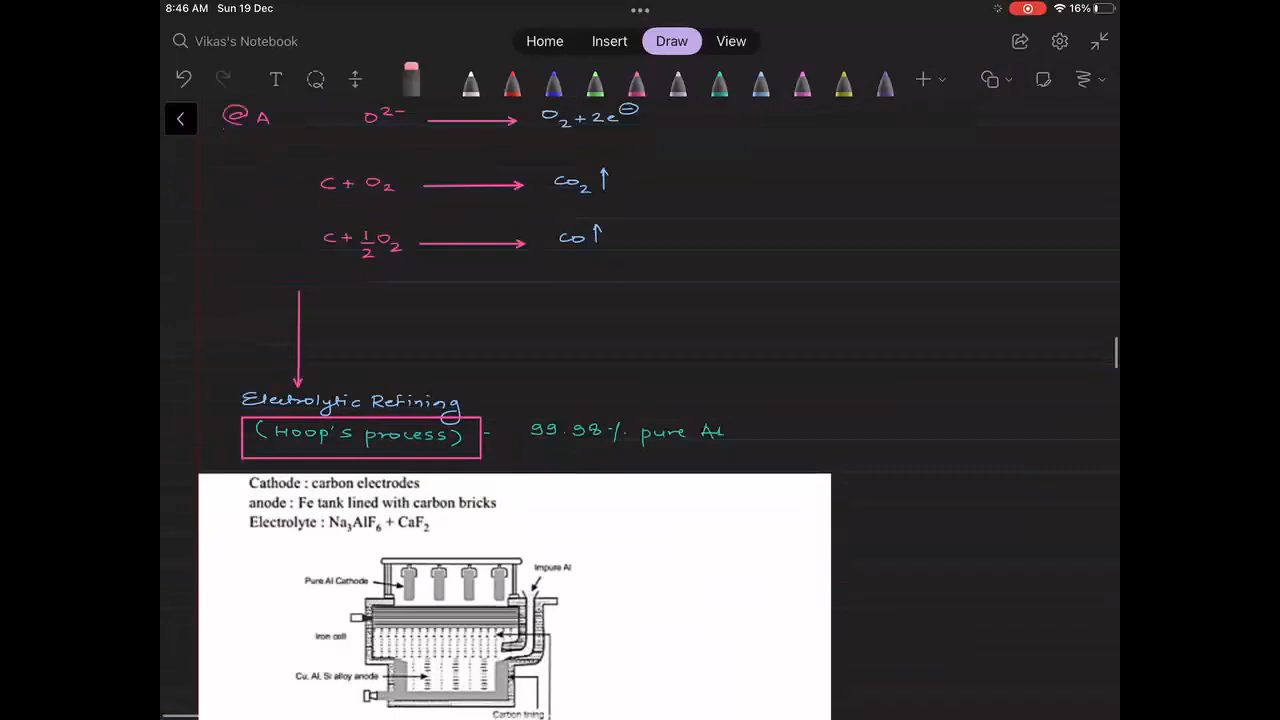 8:46 AM Sun 19 Dec
16%
Vikas's Notebook
Home Insert Draw View
@ A O²⁻ ⟶ O₂ + 2e⊖
C + O₂ ⟶ CO₂ ↑
C + 1/2 O₂ ⟶ CO ↑
Electrolytic Refining
(Hoop's process) - 99.98% pure Al
Cathode : carbon electrodes
anode : Fe tank lined with carbon bricks
Electrolyte : Na₃AlF₆ + CaF₂
Impure Al
Pure Al Cathode
Iron cell
Cu, Al, Si alloy anode
Carbon lining